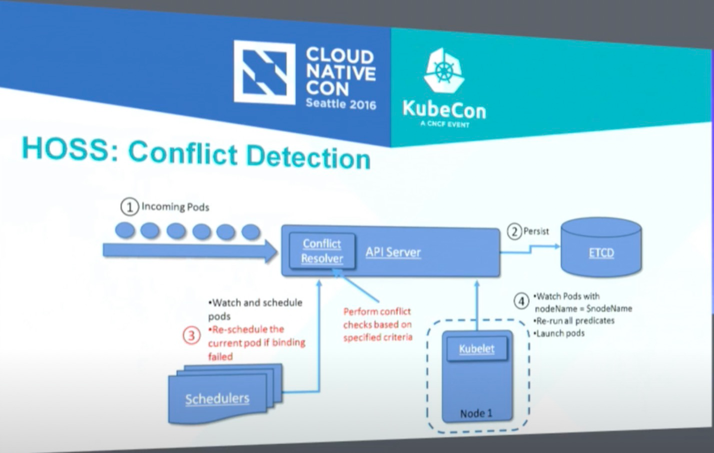 CLOUD
NATIVE
CON
Seattle 2016
KubeCon
A CNCF EVENT
HOSS: Conflict Detection
1 Incoming Pods
Conflict
Resolver
API Server
2 Persist
ETCD
3
•Watch and schedule
pods
•Re-schedule the
current pod if binding
failed
Perform conflict
checks based on
specified criteria
4
•Watch Pods with
nodeName = $nodeName
•Re-run all predicates
•Launch pods
Schedulers
Kubelet
Node 1